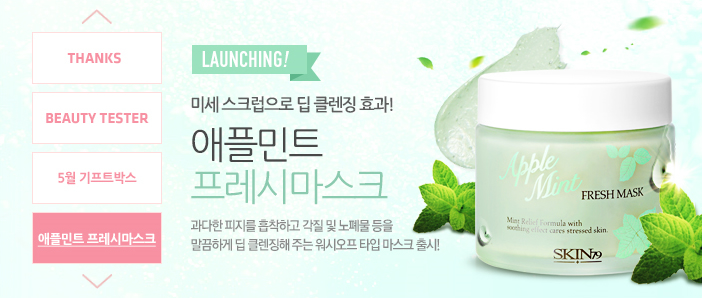 THANKS
BEAUTY TESTER
5월 기프트박스
애플민트 프레시마스크
LAUNCHING!
미세 스크럽으로 딥 클렌징 효과!
애플민트
프레시마스크
과다한 피지를 흡착하고 각질 및 노폐물 등을
말끔하게 딥 클렌징해 주는 워시오프 타입 마스크 출시!
Apple
Mint
FRESH MASK
Mint Relief Formula with
soothing effect cares stressed skin.
SKIN79